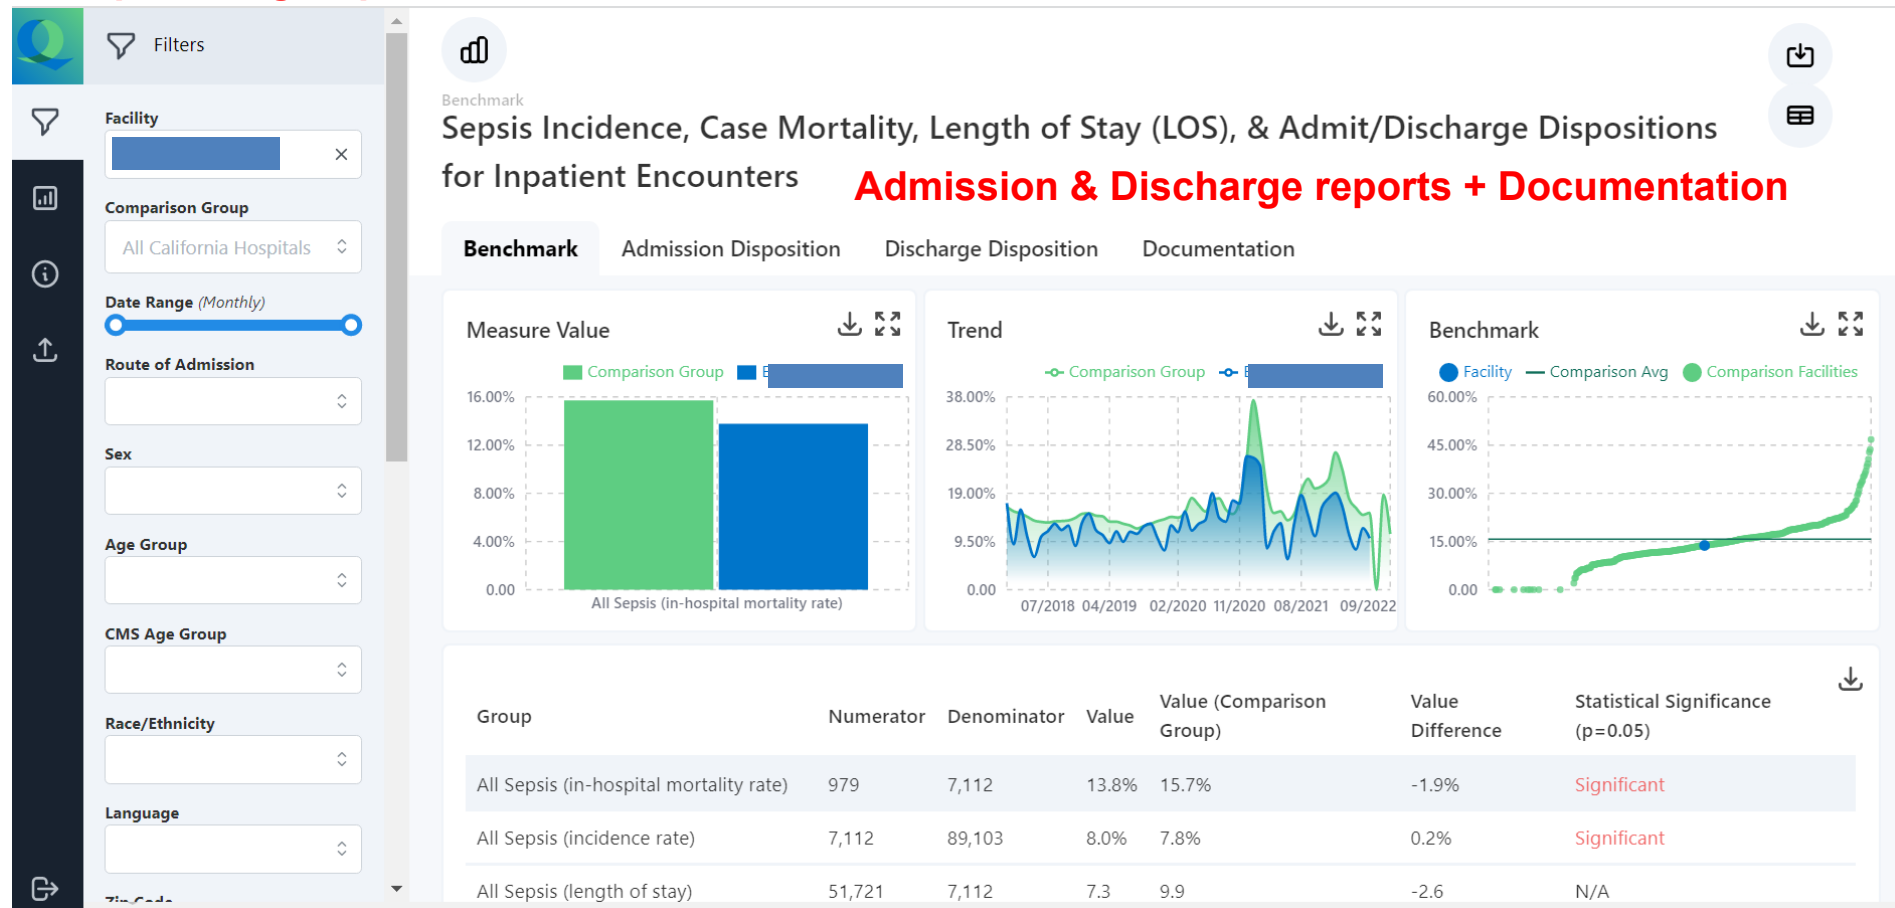 Filters
Facility
Comparison Group
All California Hospitals
Date Range (Monthly)
Route of Admission
Sex
Age Group
CMS Age Group
Race/Ethnicity
Language
Zip Code
Benchmark
Sepsis Incidence, Case Mortality, Length of Stay (LOS), & Admit/Discharge Dispositions
for Inpatient Encounters
Admission & Discharge reports + Documentation
Benchmark Admission Disposition Discharge Disposition Documentation
Measure Value
Comparison Group
16.00%
12.00%
8.00%
4.00%
0.00
All Sepsis (in-hospital mortality rate)
Trend
Comparison Group
38.00%
28.50%
19.00%
9.50%
0.00
07/2018 04/2019 02/2020 11/2020 08/2021 09/2022
Benchmark
Facility Comparison Avg Comparison Facilities
60.00%
45.00%
30.00%
15.00%
0.00
Group Numerator Denominator Value Value (Comparison Group) Value Difference Statistical Significance (p=0.05)
All Sepsis (in-hospital mortality rate) 979 7,112 13.8% 15.7% -1.9% Significant
All Sepsis (incidence rate) 7,112 89,103 8.0% 7.8% 0.2% Significant
All Sepsis (length of stay) 51,721 7,112 7.3 9.9 -2.6 N/A